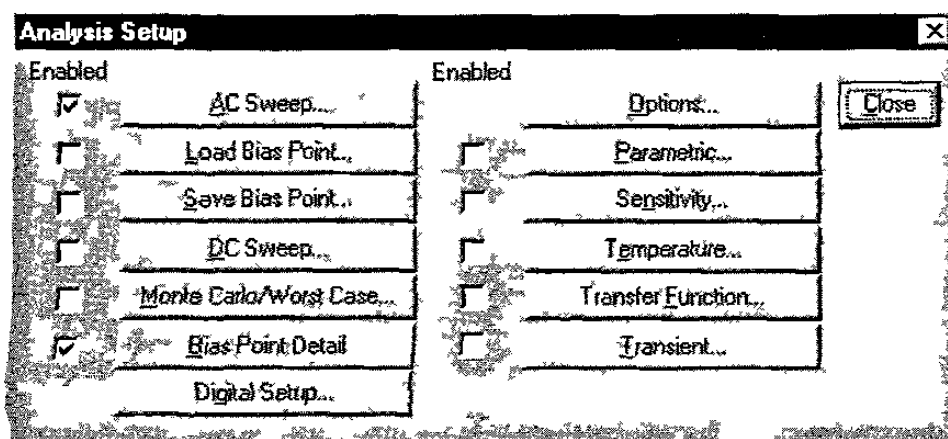 Analysis Setup
Enabled
AC Sweep...
Load Bias Point...
Save Bias Point...
DC Sweep...
Monte Carlo/Worst Case...
Bias Point Detail
Digital Setup...
Enabled
Options...
Parametric...
Sensitivity...
Temperature...
Transfer Function...
Transient...
Close